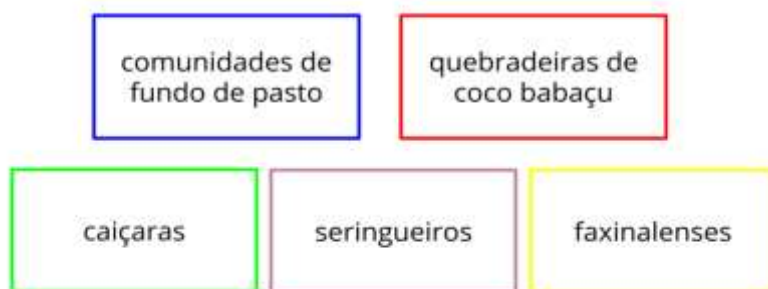 comunidades de
fundo de pasto
quebradeiras de
coco babaçu
caiçaras
seringueiros
faxinalenses